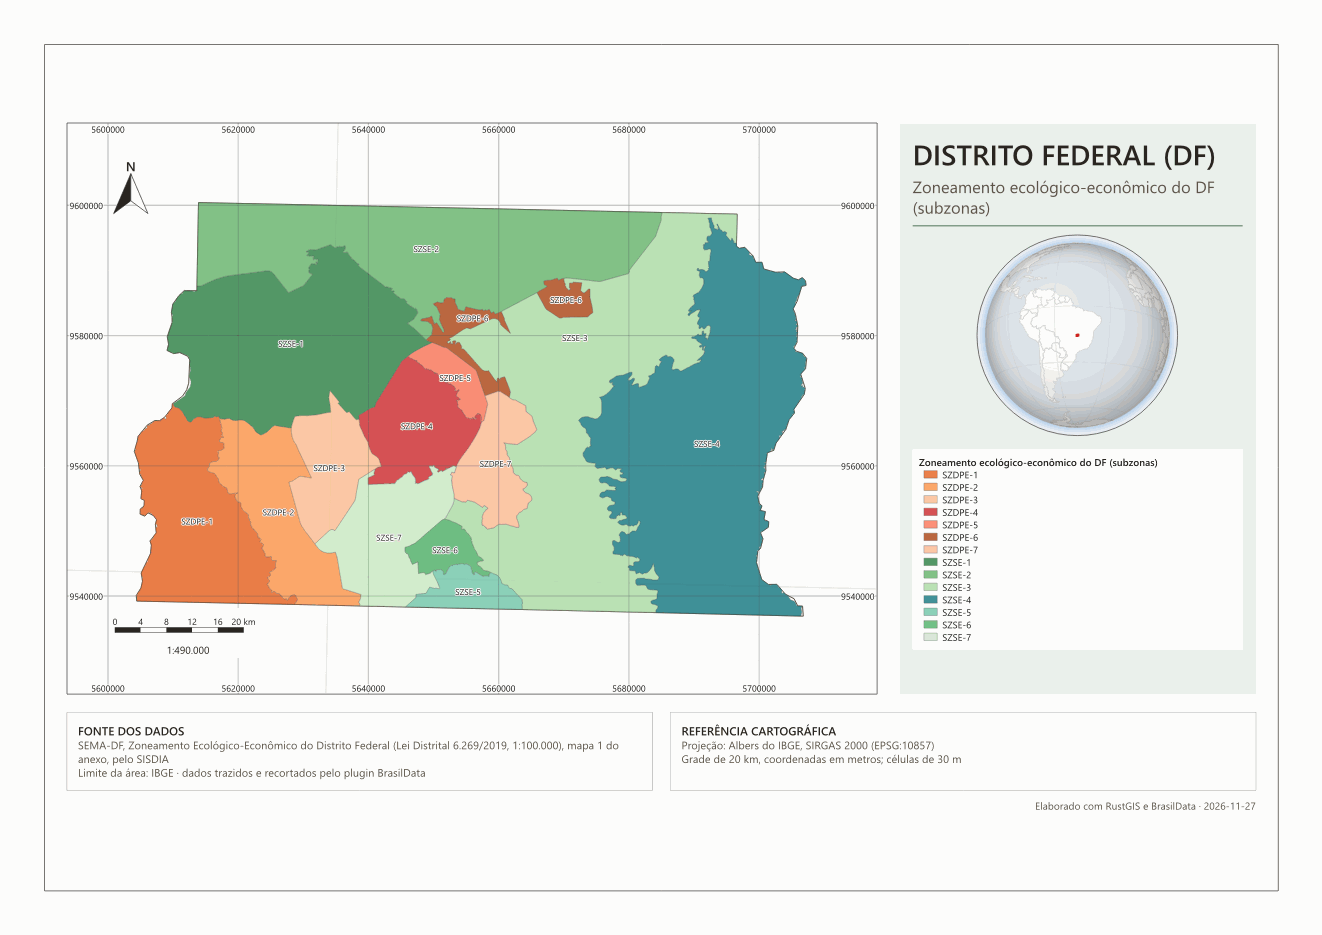 5600000 5620000 5640000 5660000 5680000 5700000
N
9600000 9600000
SZSE-2
SZDPE-6
SZDPE-6
9580000 9580000
SZSE-3
SZSE-1
SZDPE-5
SZDPE-4
SZSE-4
SZDPE-7
9560000 9560000
SZDPE-3
SZDPE-2
SZDPE-1
SZSE-7
SZSE-6
SZSE-5
9540000 9540000
0 4 8 12 16 20 km
1:490.000
5600000 5620000 5640000 5660000 5680000 5700000
DISTRITO FEDERAL (DF)
Zoneamento ecológico-econômico do DF
(subzonas)
Zoneamento ecológico-econômico do DF (subzonas)
SZDPE-1
SZDPE-2
SZDPE-3
SZDPE-4
SZDPE-5
SZDPE-6
SZDPE-7
SZSE-1
SZSE-2
SZSE-3
SZSE-4
SZSE-5
SZSE-6
SZSE-7
FONTE DOS DADOS
SEMA-DF, Zoneamento Ecológico-Econômico do Distrito Federal (Lei Distrital 6.269/2019, 1:100.000), mapa 1 do
anexo, pelo SISDIA
Limite da área: IBGE · dados trazidos e recortados pelo plugin BrasilData
REFERÊNCIA CARTOGRÁFICA
Projeção: Albers do IBGE, SIRGAS 2000 (EPSG:10857)
Grade de 20 km, coordenadas em metros; células de 30 m
Elaborado com RustGIS e BrasilData · 2026-11-27